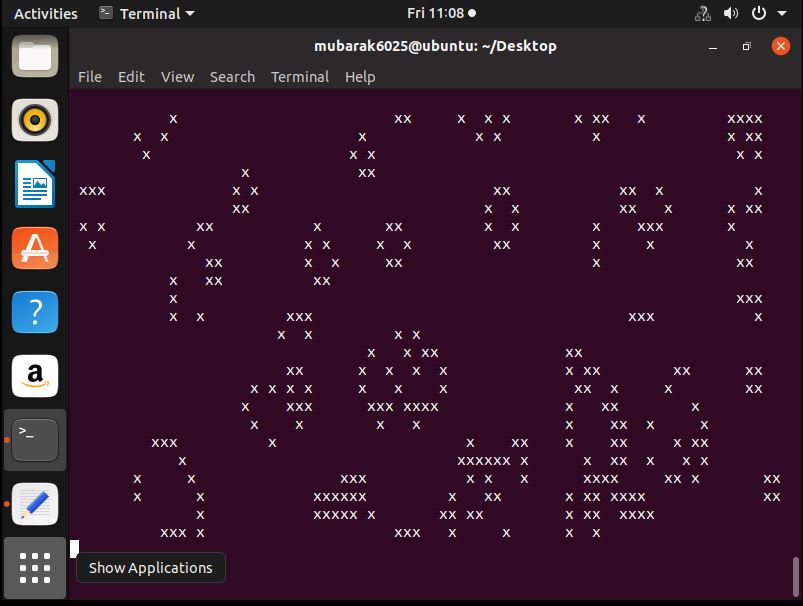 Activities Terminal Fri 11:08
mubarak6025@ubuntu: ~/Desktop
File Edit View Search Terminal Help
x xx x x x x xx x xxxx
x x x x x x x xx
x x x x x
x xx
xxx x x xx xx x x
xx x x xx x x xx
x x xx x xx x x x xxx x
x x x x x x xx x x x
xx x x xx x xx
x xx xx
x xxx
x x xxx xxx x
x x x x
x x xx xx
xx x x x x x xx xx xx
x x x x x x x xx x x xx
x xxx xxx xxxx x xx x
x x x x x xx x x
xxx x x xx x xx x xx
x xxxxxx x x xx x x x
x x xxx x x x xxxx xx x xx
x x xxxxxx x xx x xx xxxx xx
x xxxxx x xx xx x xx xxxx
xxx x xxx x x x x
Show Applications